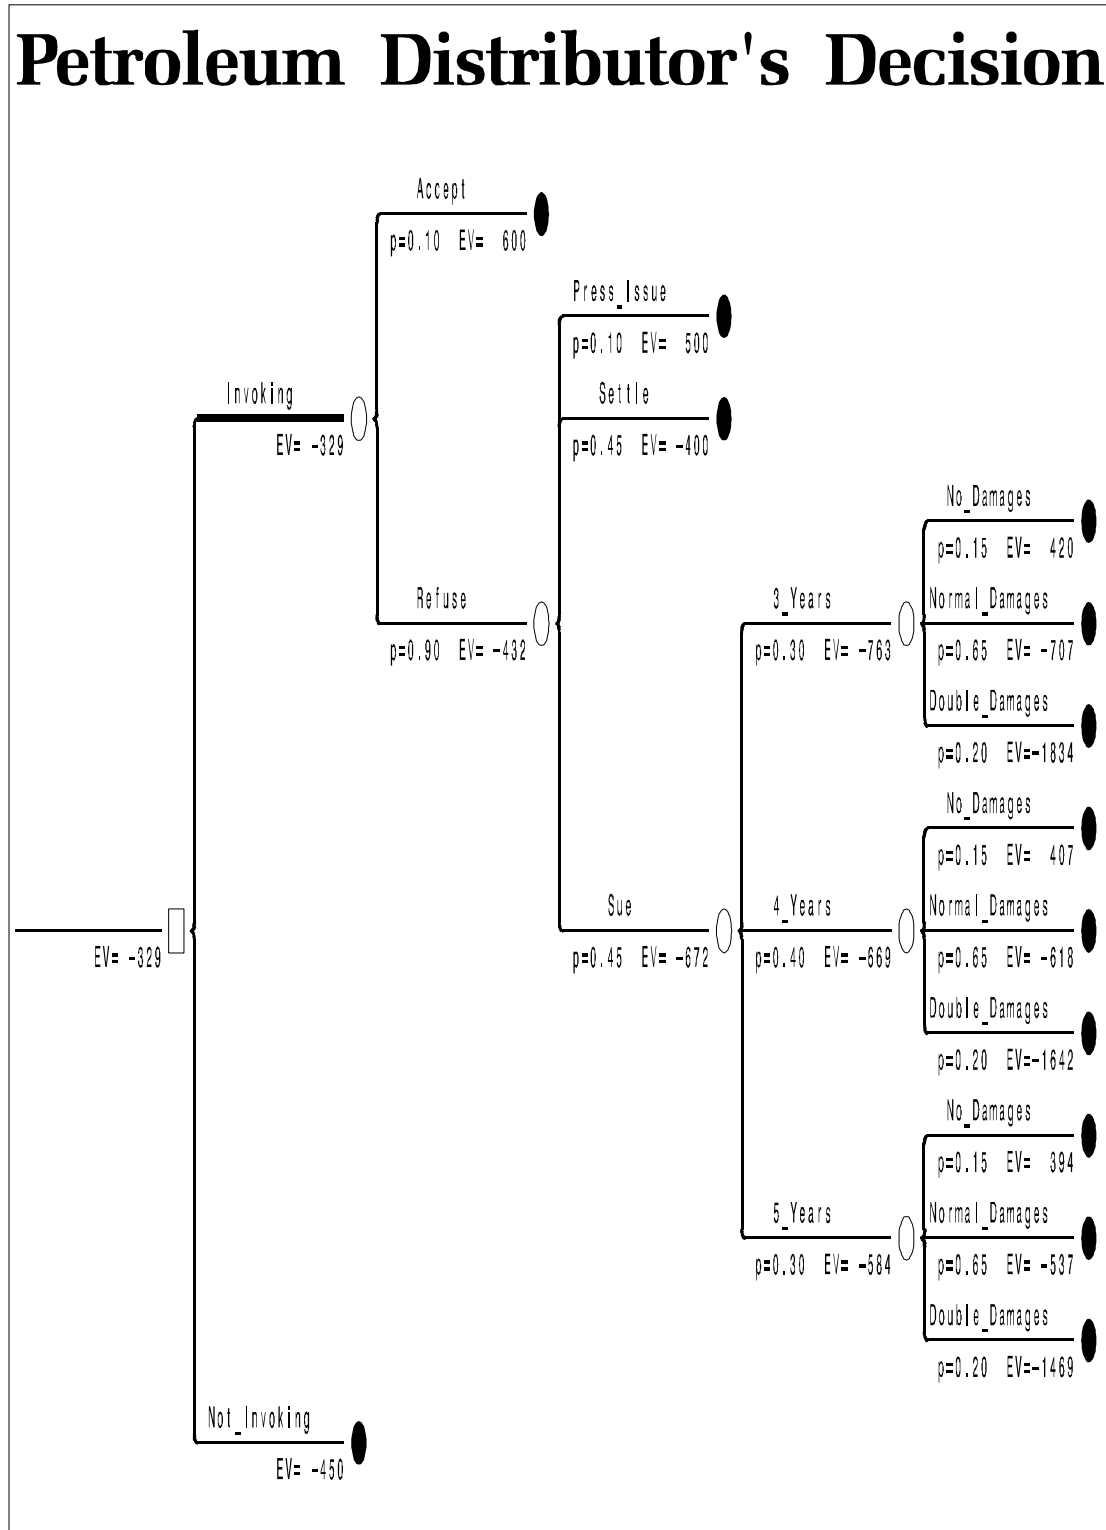 Petroleum Distributor's Decision
Accept
p=0.10 EV= 600
Press_Issue
p=0.10 EV= 500
Invoking
EV= -329
Settle
p=0.45 EV= -400
No_Damages
p=0.15 EV= 420
Refuse
p=0.90 EV= -432
3_Years
p=0.30 EV= -763
Normal_Damages
p=0.65 EV= -707
Double_Damages
p=0.20 EV=-1834
No_Damages
p=0.15 EV= 407
EV= -329
Sue
p=0.45 EV= -672
4_Years
p=0.40 EV= -669
Normal_Damages
p=0.65 EV= -618
Double_Damages
p=0.20 EV=-1642
No_Damages
p=0.15 EV= 394
5_Years
p=0.30 EV= -584
Normal_Damages
p=0.65 EV= -537
Double_Damages
p=0.20 EV=-1469
Not_Invoking
EV= -450